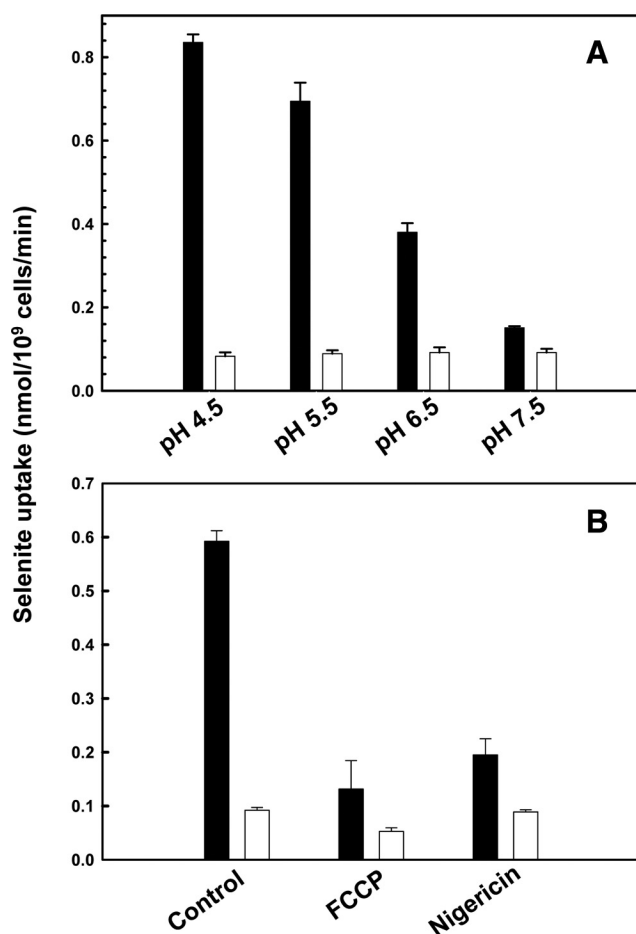 A
0.8
0.6
0.4
0.2
0.0
pH 4.5
pH 5.5
pH 6.5
pH 7.5
Selenite uptake (nmol/10⁹ cells/min)
B
0.7
0.6
0.5
0.4
0.3
0.2
0.1
0.0
Control
FCCP
Nigericin